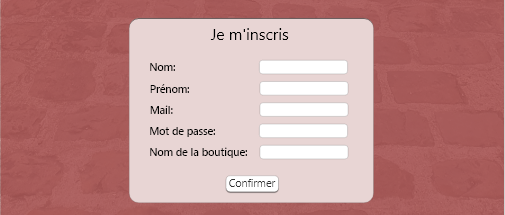 Je m'inscris
Nom:
Prénom:
Mail:
Mot de passe:
Nom de la boutique:
Confirmer